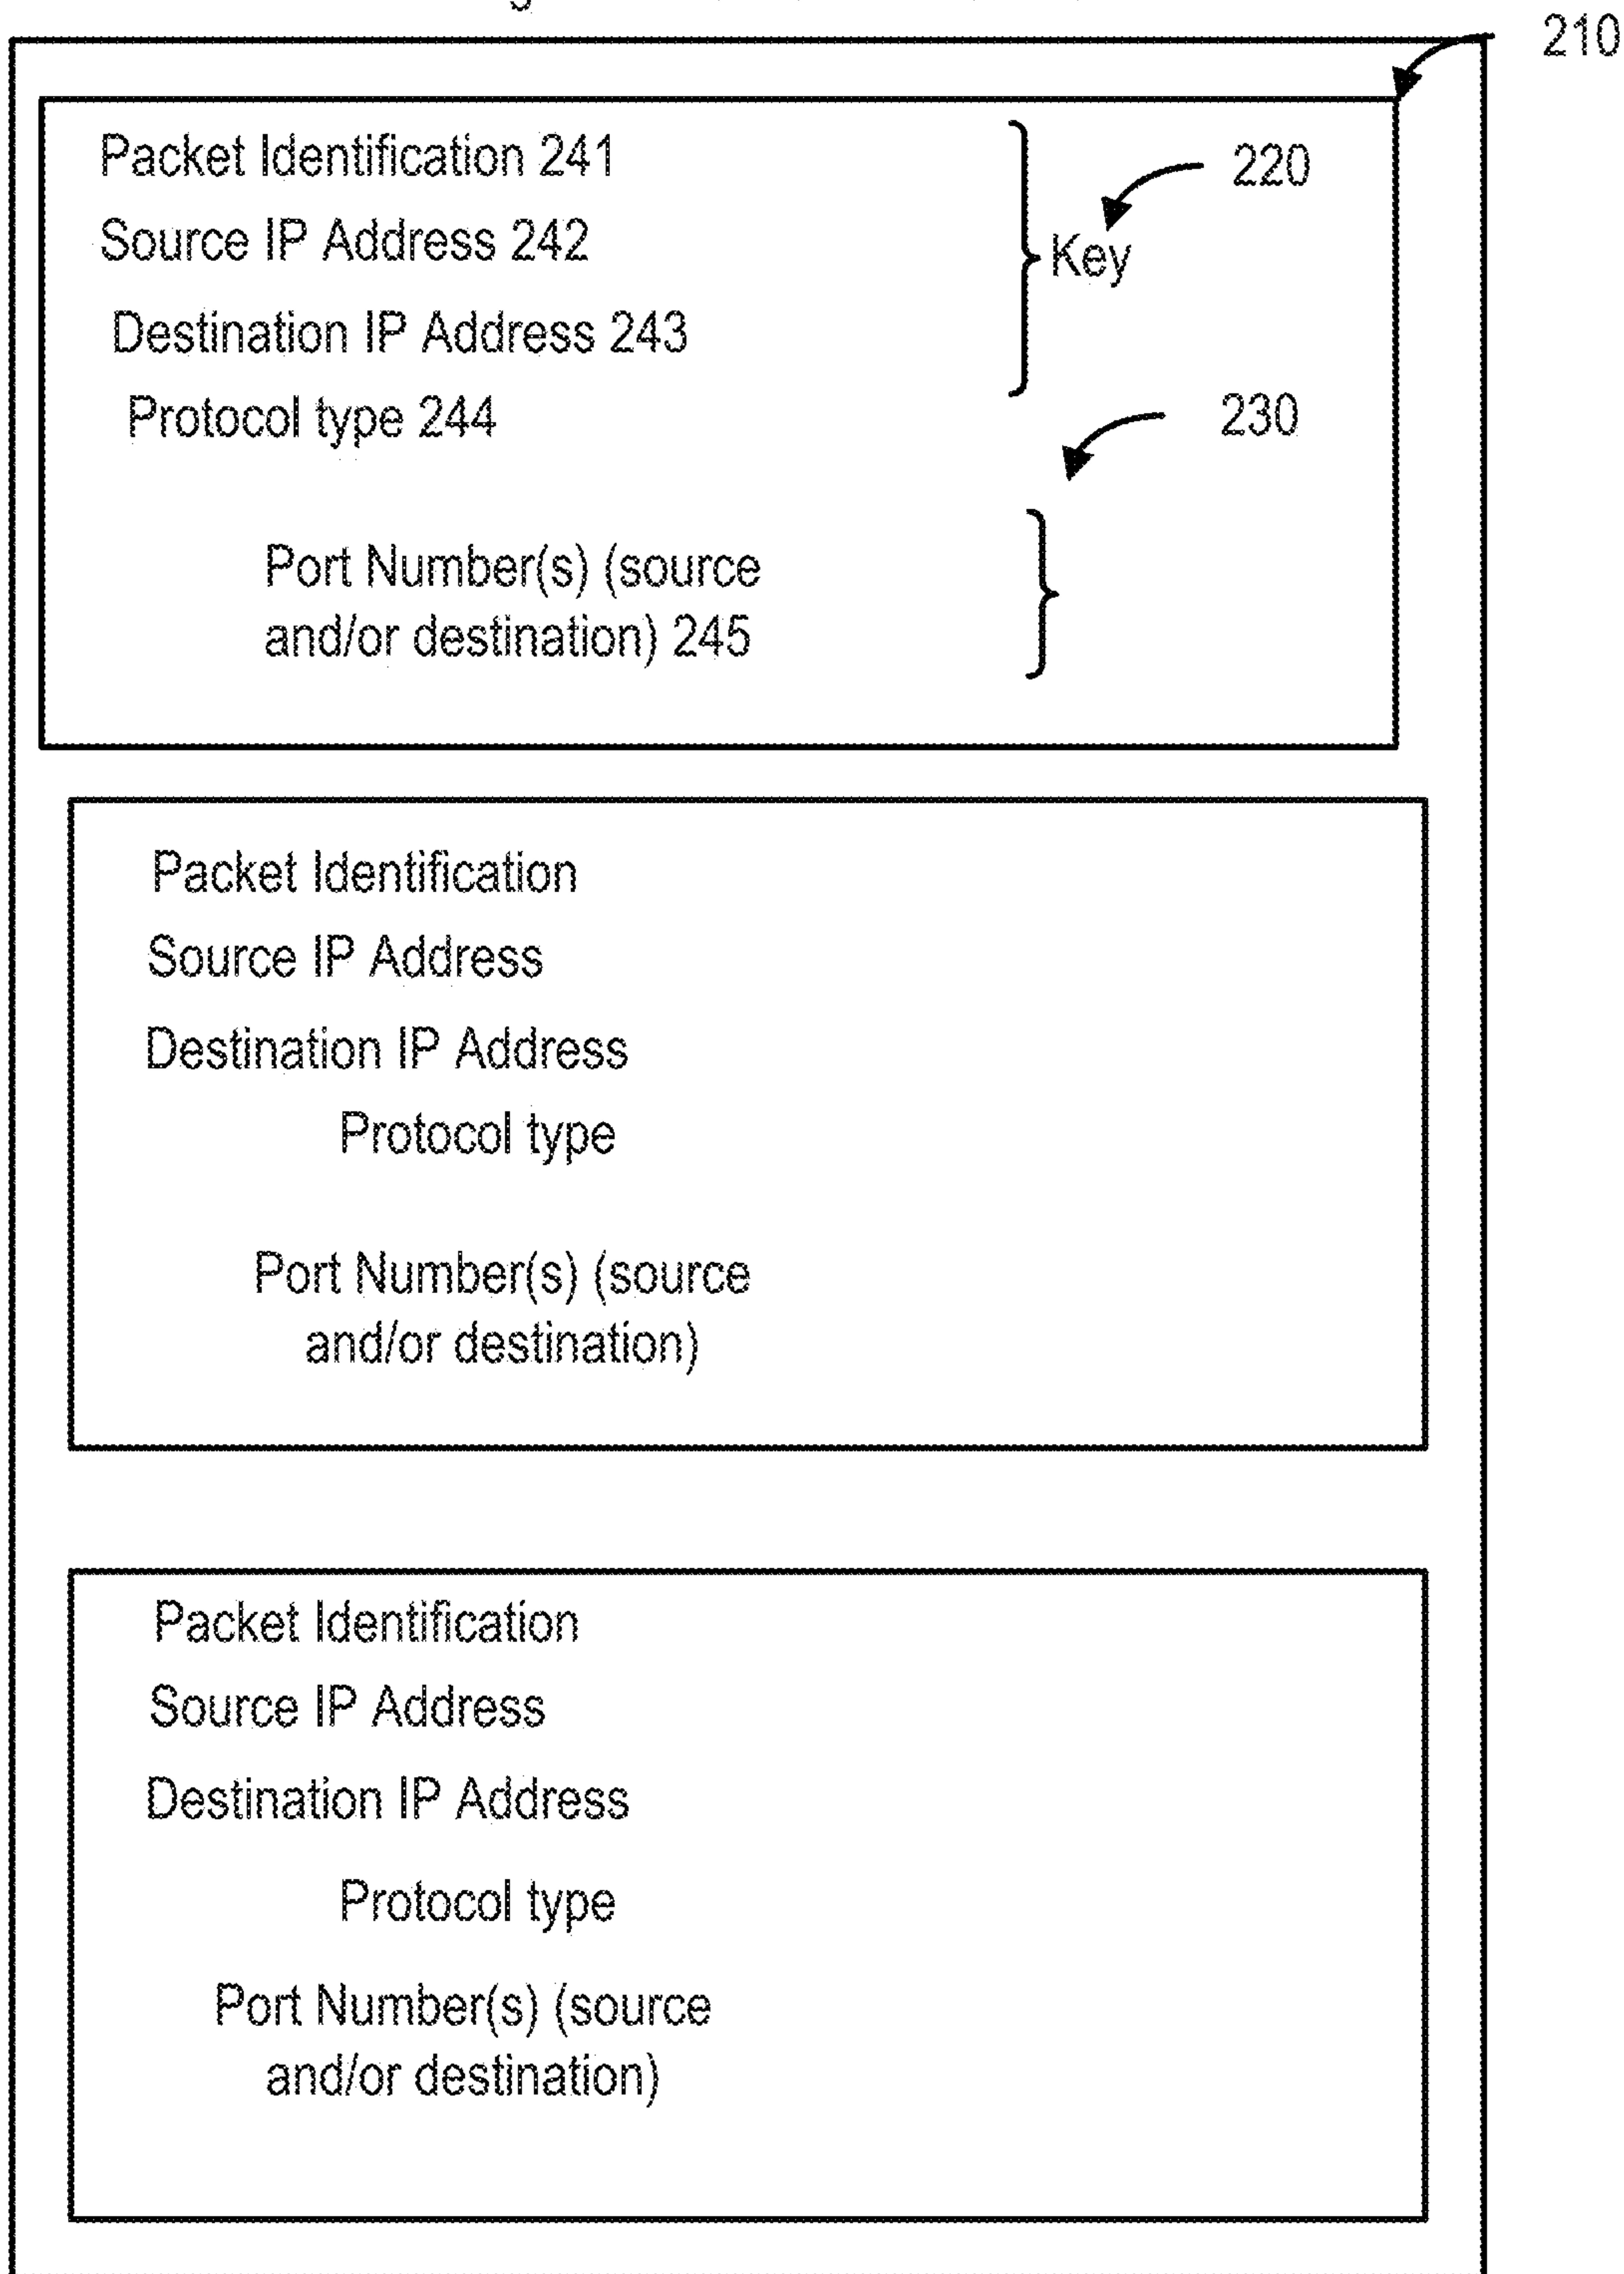 210
Packet Identification 241
220
Source IP Address 242
Key
Destination IP Address 243
Protocol type 244
230
Port Number(s) (source
and/or destination) 245
Packet Identification
Source IP Address
Destination IP Address
Protocol type
Port Number(s) (source
and/or destination)
Packet Identification
Source IP Address
Destination IP Address
Protocol type
Port Number(s) (source
and/or destination)